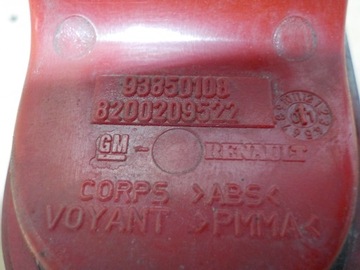 93850108
8200209522
GM - RENAULT
CORPS >ABS<
VOYANT >PMMA<